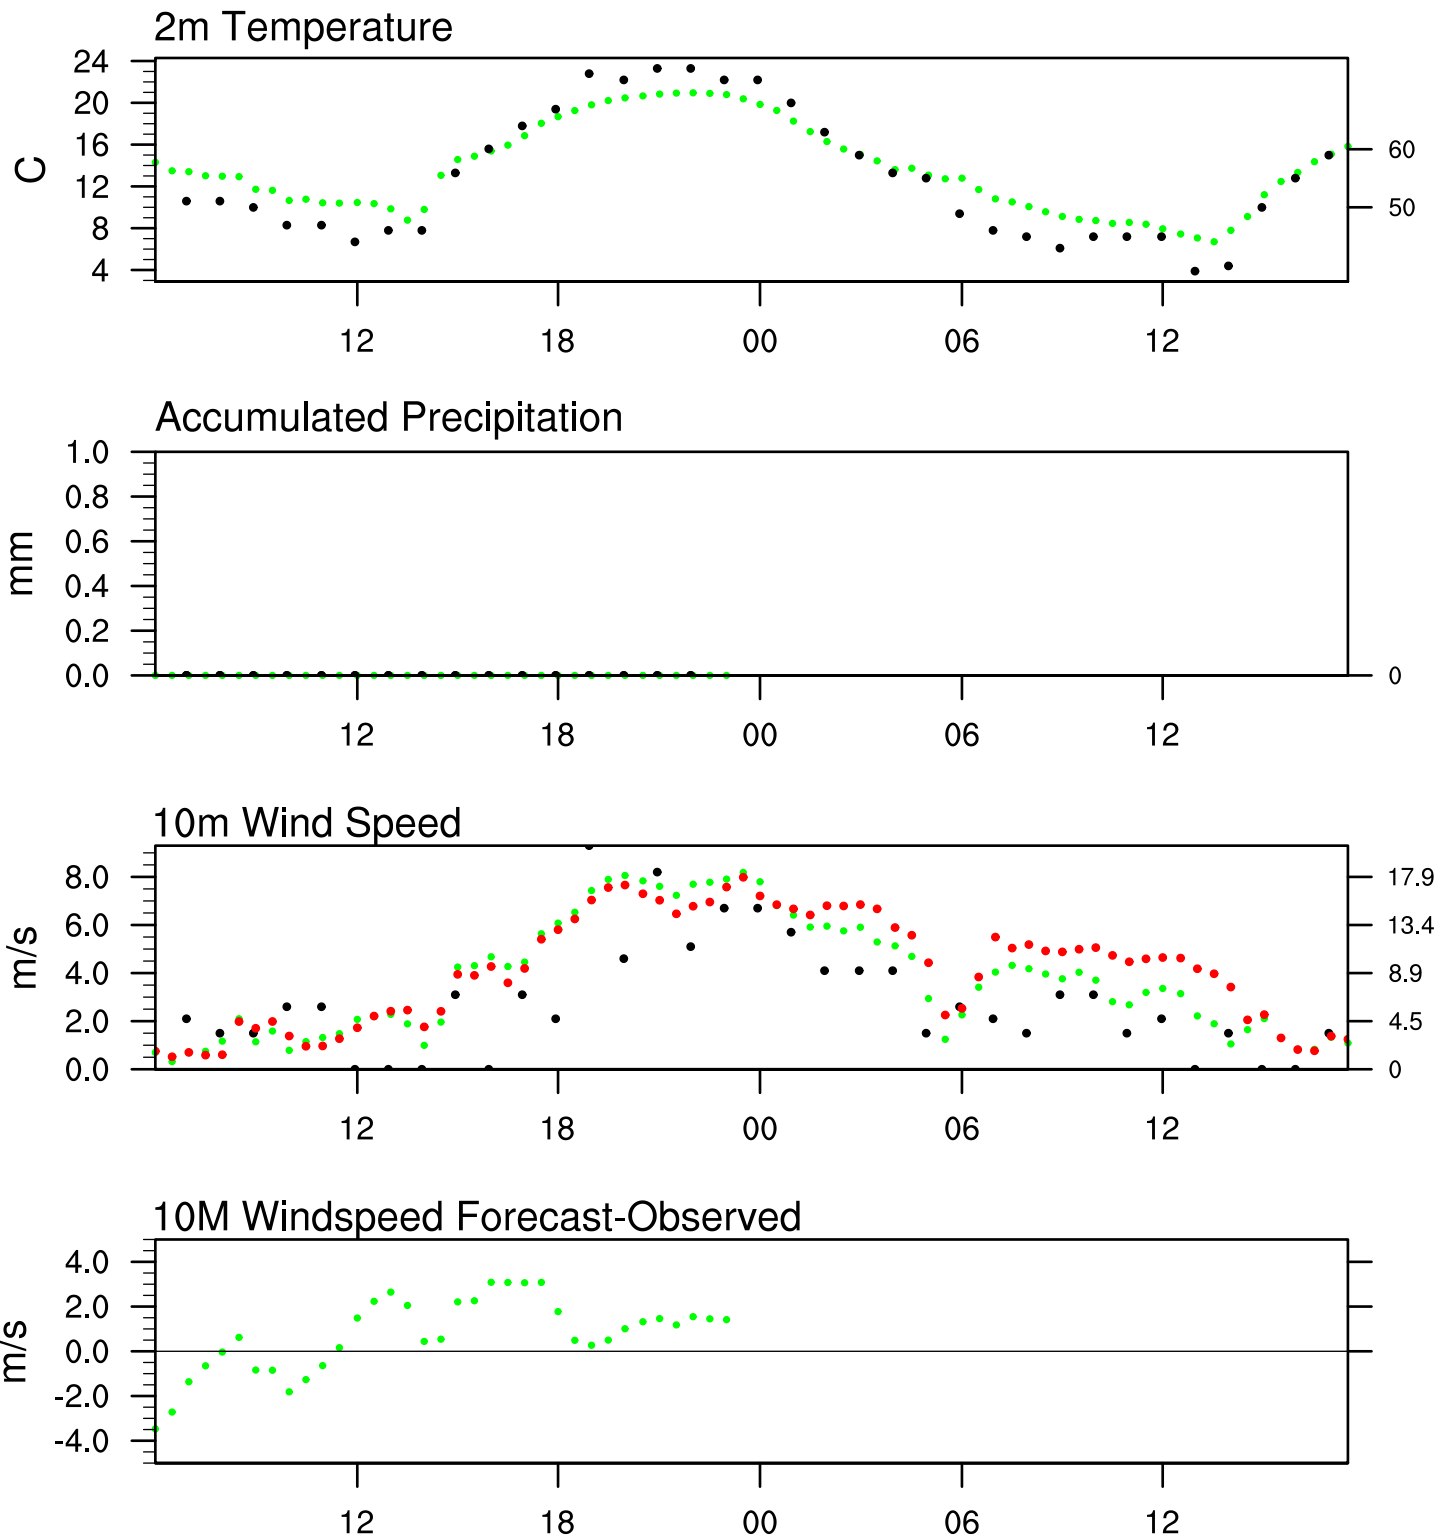 2m Temperature
24
20
16
12
8
4
C
60
50
12 18 00 06 12
Accumulated Precipitation
1.0
0.8
0.6
0.4
0.2
0.0
mm
0
12 18 00 06 12
10m Wind Speed
8.0
6.0
4.0
2.0
0.0
m/s
17.9
13.4
8.9
4.5
0
12 18 00 06 12
10M Windspeed Forecast-Observed
4.0
2.0
0.0
-2.0
-4.0
m/s
12 18 00 06 12